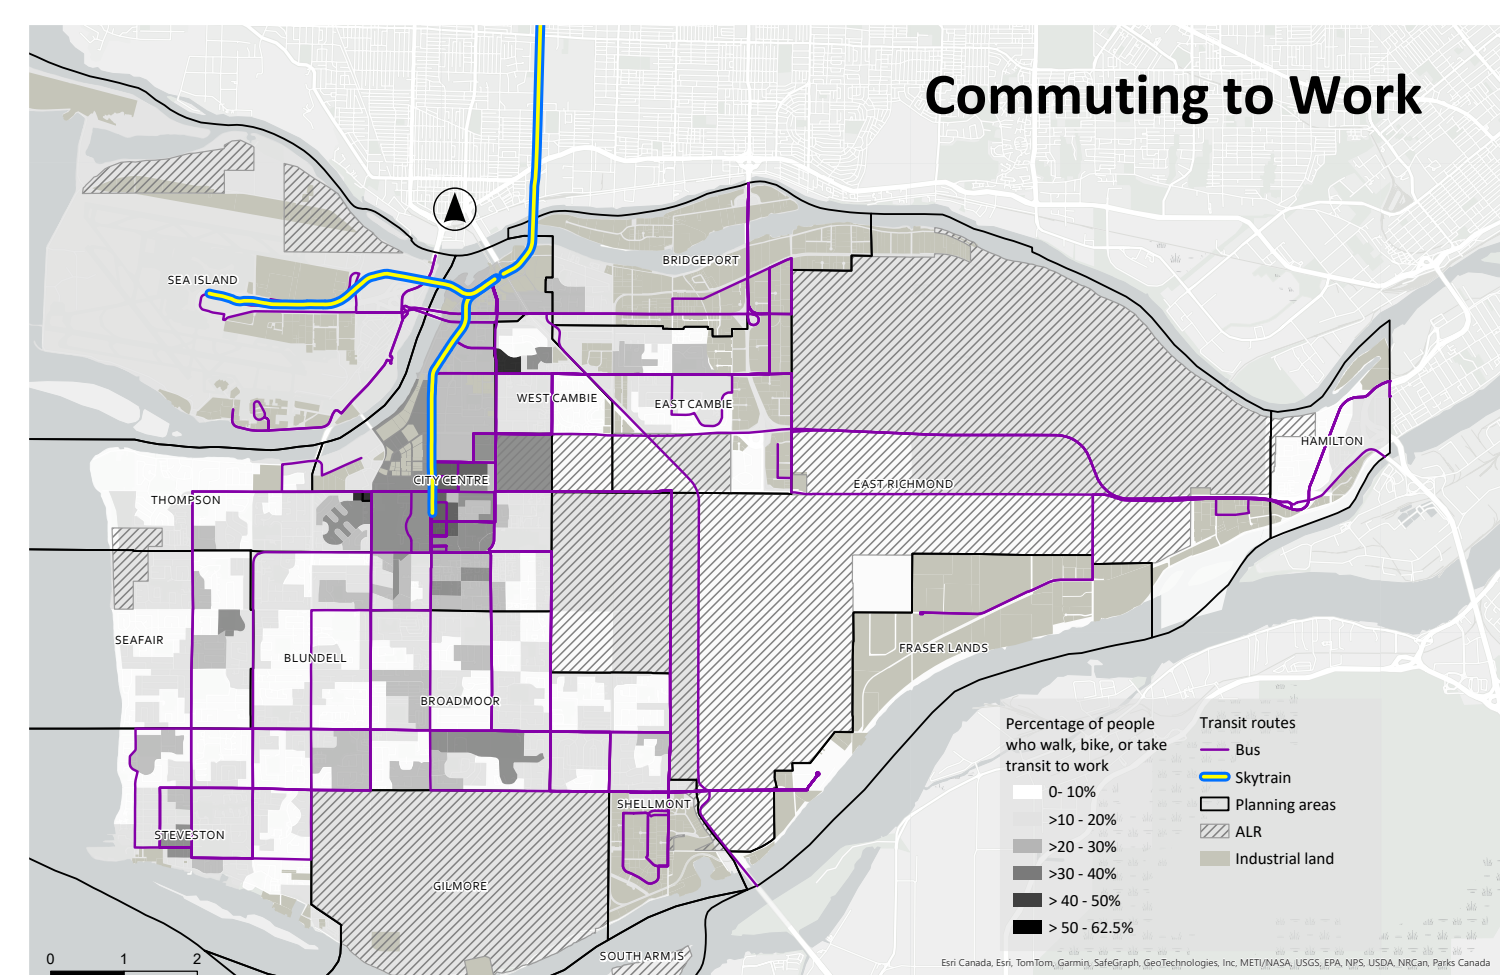 Commuting to Work
BRIDGEPORT
SEA ISLAND
WEST CAMBIE
EAST CAMBIE
HAMILTON
CITY CENTRE
EAST RICHMOND
THOMPSON
SEAFAIR
FRASER LANDS
BLUNDELL
BROADMOOR
SHELLMONT
STEVESTON
GILMORE
SOUTH ARM IS
Percentage of people
who walk, bike, or take
transit to work
0- 10%
>10 - 20%
>20 - 30%
>30 - 40%
> 40 - 50%
> 50 - 62.5%
Transit routes
Bus
Skytrain
Planning areas
ALR
Industrial land
0 1 2
Esri Canada, Esri, TomTom, Garmin, SafeGraph, GeoTechnologies, Inc, METI/NASA, USGS, EPA, NPS, USDA, NRCan, Parks Canada